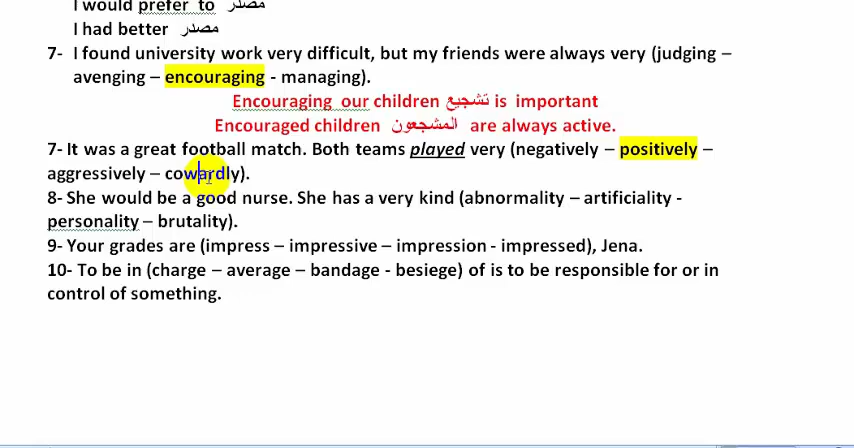 I would prefer to مصدر
I had better مصدر
7- I found university work very difficult, but my friends were always very (judging –
avenging – encouraging - managing).
Encouraging our children تشجيع is important
Encouraged children المشجعون are always active.
7- It was a great football match. Both teams played very (negatively – positively –
aggressively – cowardly).
8- She would be a good nurse. She has a very kind (abnormality – artificiality -
personality – brutality).
9- Your grades are (impress – impressive – impression - impressed), Jena.
10- To be in (charge – average – bandage - besiege) of is to be responsible for or in
control of something.